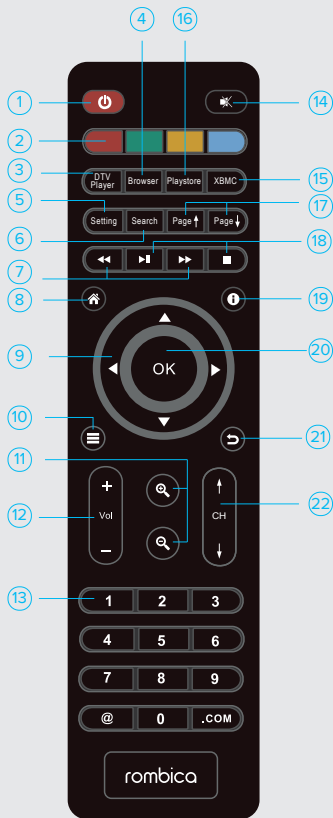 4
16
1
14
2
3
DTV Player
Browser
Playstore
XBMC
15
5
17
Setting
Search
Page ↑
Page ↓
6
18
7
8
19
9
20
OK
10
21
11
+
12
Vol
CH
22
–
13
1 2 3
4 5 6
7 8 9
@ 0 .COM
rombica